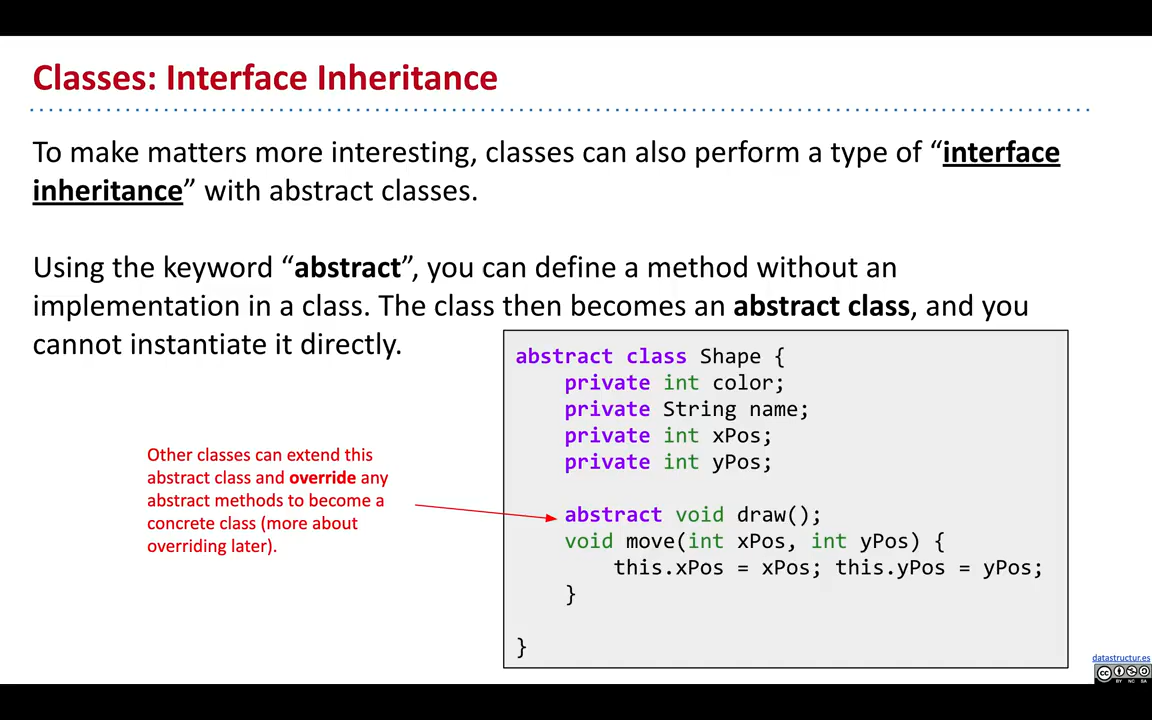 Classes: Interface Inheritance
To make matters more interesting, classes can also perform a type of “interface
inheritance” with abstract classes.
Using the keyword “abstract”, you can define a method without an
implementation in a class. The class then becomes an abstract class, and you
cannot instantiate it directly.
Other classes can extend this
abstract class and override any
abstract methods to become a
concrete class (more about
overriding later).
abstract class Shape {
    private int color;
    private String name;
    private int xPos;
    private int yPos;
    abstract void draw();
    void move(int xPos, int yPos) {
        this.xPos = xPos; this.yPos = yPos;
    }
}
datastructur.es
cc
BY NC SA